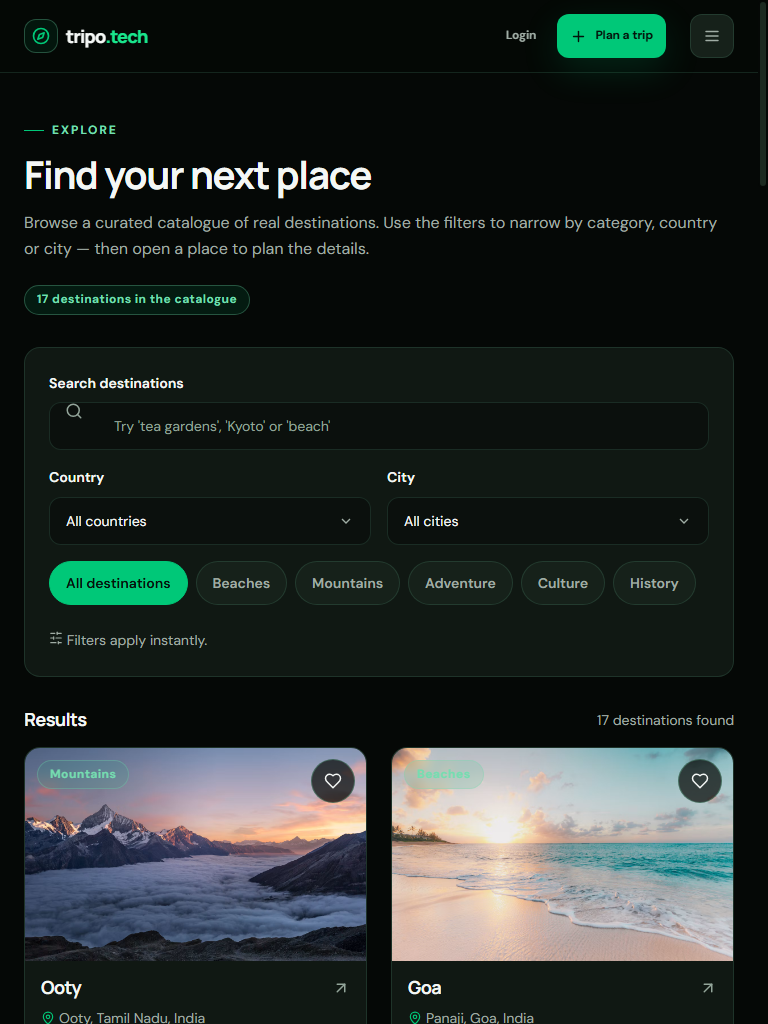 tripo.tech
Login
Plan a trip
EXPLORE
Find your next place
Browse a curated catalogue of real destinations. Use the filters to narrow by category, country
or city — then open a place to plan the details.
17 destinations in the catalogue
Search destinations
Try 'tea gardens', 'Kyoto' or 'beach'
Country
City
All countries
All cities
All destinations
Beaches
Mountains
Adventure
Culture
History
Filters apply instantly.
Results
17 destinations found
Mountains
Beaches
Ooty
Goa
Ooty, Tamil Nadu, India
Panaji, Goa, India